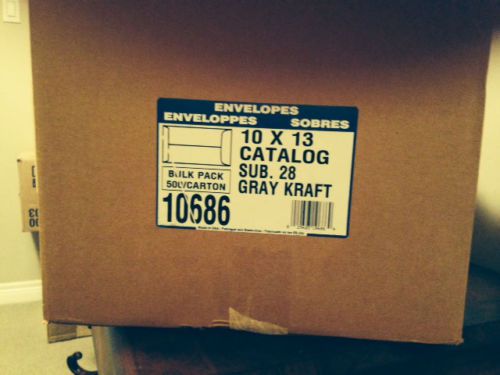 ENVELOPES
ENVELOPPES SOBRES
10 X 13
CATALOG
SUB. 28
GRAY KRAFT
BULK PACK
500/CARTON
10686